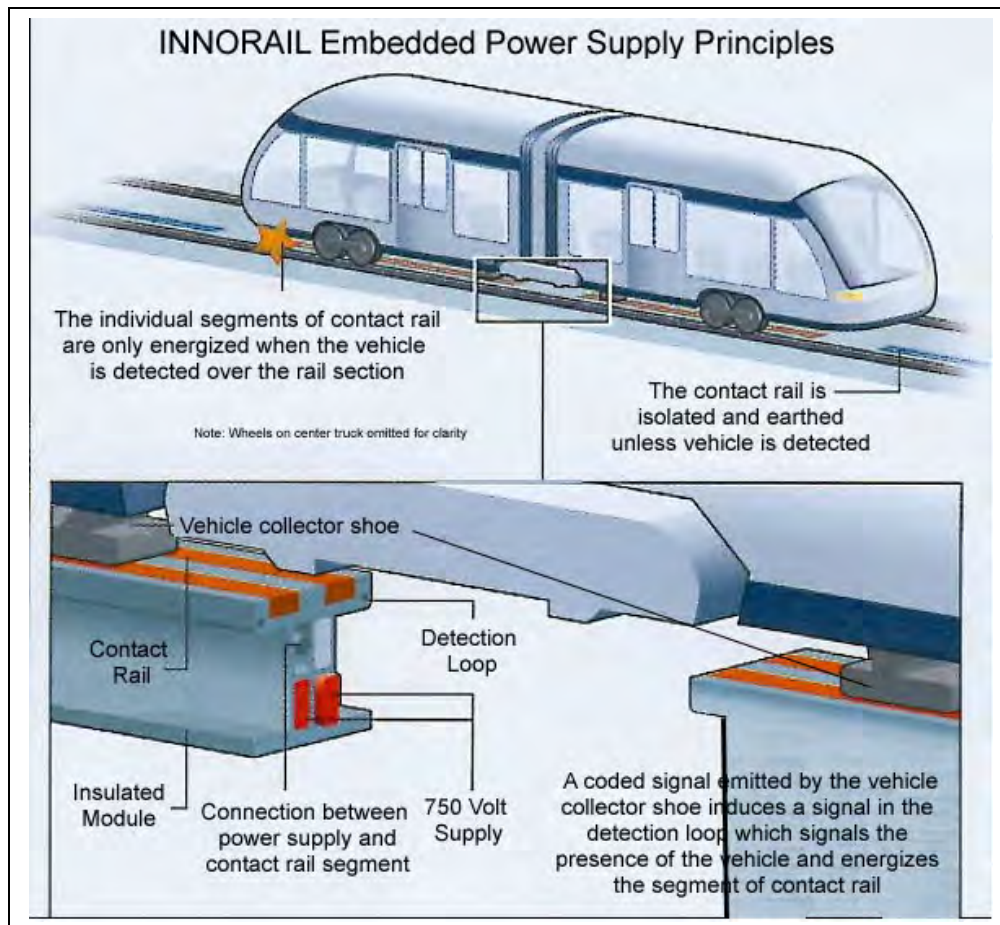 INNORAIL Embedded Power Supply Principles
The individual segments of contact rail
are only energized when the vehicle
is detected over the rail section
The contact rail is
isolated and earthed
unless vehicle is detected
Note: Wheels on center truck omitted for clarity
Vehicle collector shoe
Contact
Rail
Detection
Loop
Insulated
Module
Connection between
power supply and
contact rail segment
750 Volt
Supply
A coded signal emitted by the vehicle
collector shoe induces a signal in the
detection loop which signals the
presence of the vehicle and energizes
the segment of contact rail